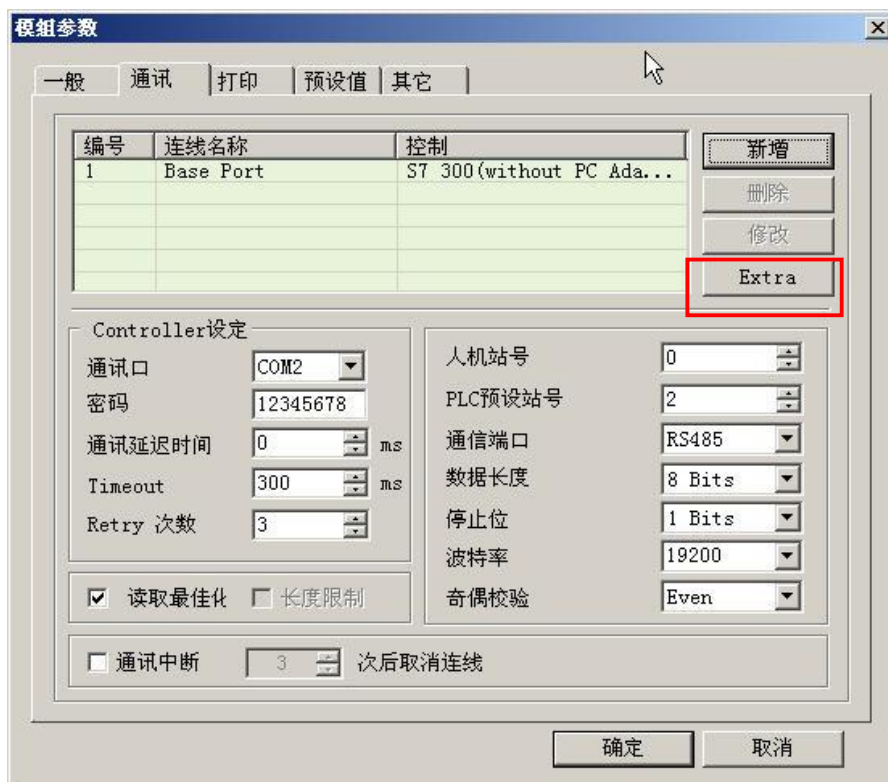 模组参数
一般 通讯 打印 预设值 其它
编号 连线名称 控制
1 Base Port S7 300(without PC Ada...
新增
删除
修改
Extra
Controller设定
通讯口 COM2
密码 12345678
通讯延迟时间 0 ms
Timeout 300 ms
Retry 次数 3
人机站号 0
PLC预设站号 2
通信端口 RS485
数据长度 8 Bits
停止位 1 Bits
波特率 19200
奇偶校验 Even
读取最佳化 长度限制
通讯中断 3 次后取消连线
确定 取消